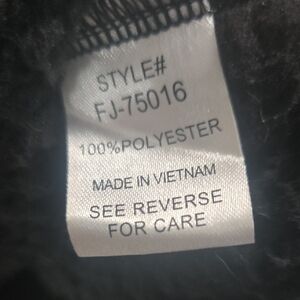 STYLE#
FJ-75016
100%POLYESTER
MADE IN VIETNAM
SEE REVERSE
FOR CARE